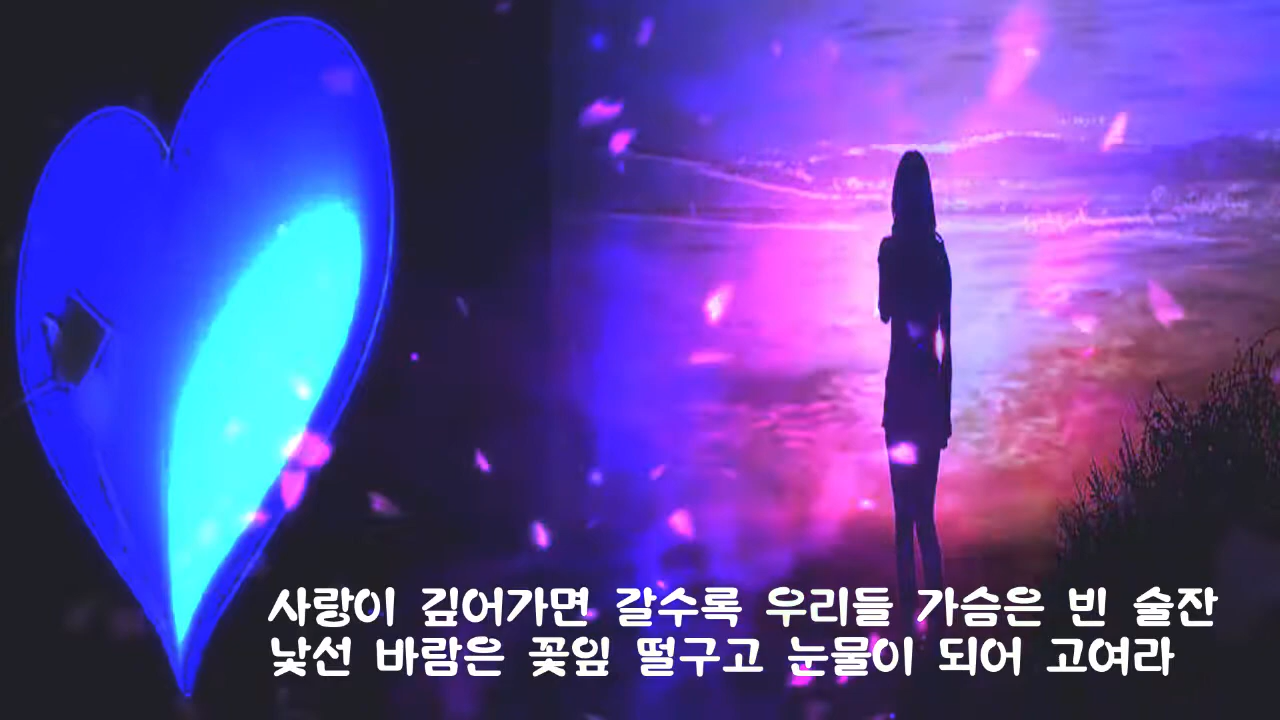 사랑이 깊어가면 갈수록 우리들 가슴은 빈 술잔
낯선 바람은 꽃잎 떨구고 눈물이 되어 고여라